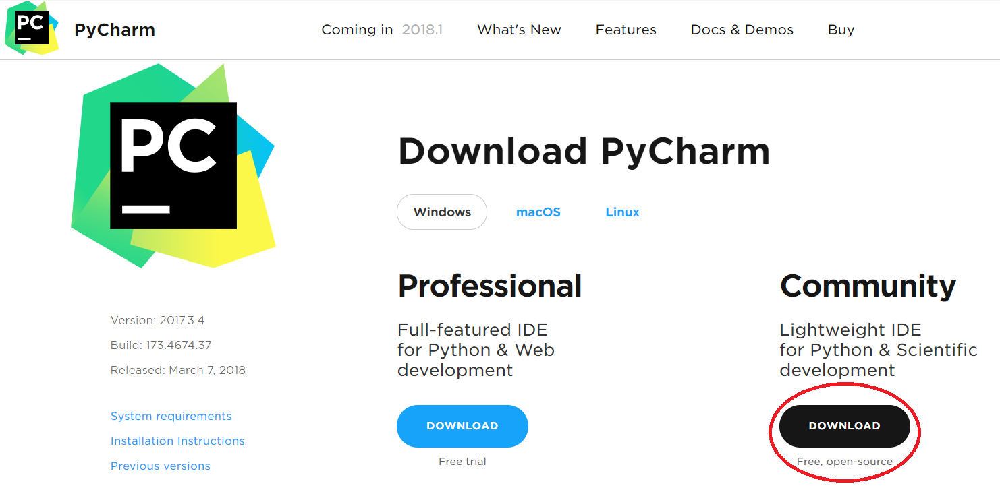 PC
PyCharm
Coming in 2018.1
What's New
Features
Docs & Demos
Buy
PC
Download PyCharm
Windows
macOS
Linux
Professional
Full-featured IDE
for Python & Web
development
DOWNLOAD
Free trial
Community
Lightweight IDE
for Python & Scientific
development
DOWNLOAD
Free, open-source
Version: 2017.3.4
Build: 173.4674.37
Released: March 7, 2018
System requirements
Installation Instructions
Previous versions